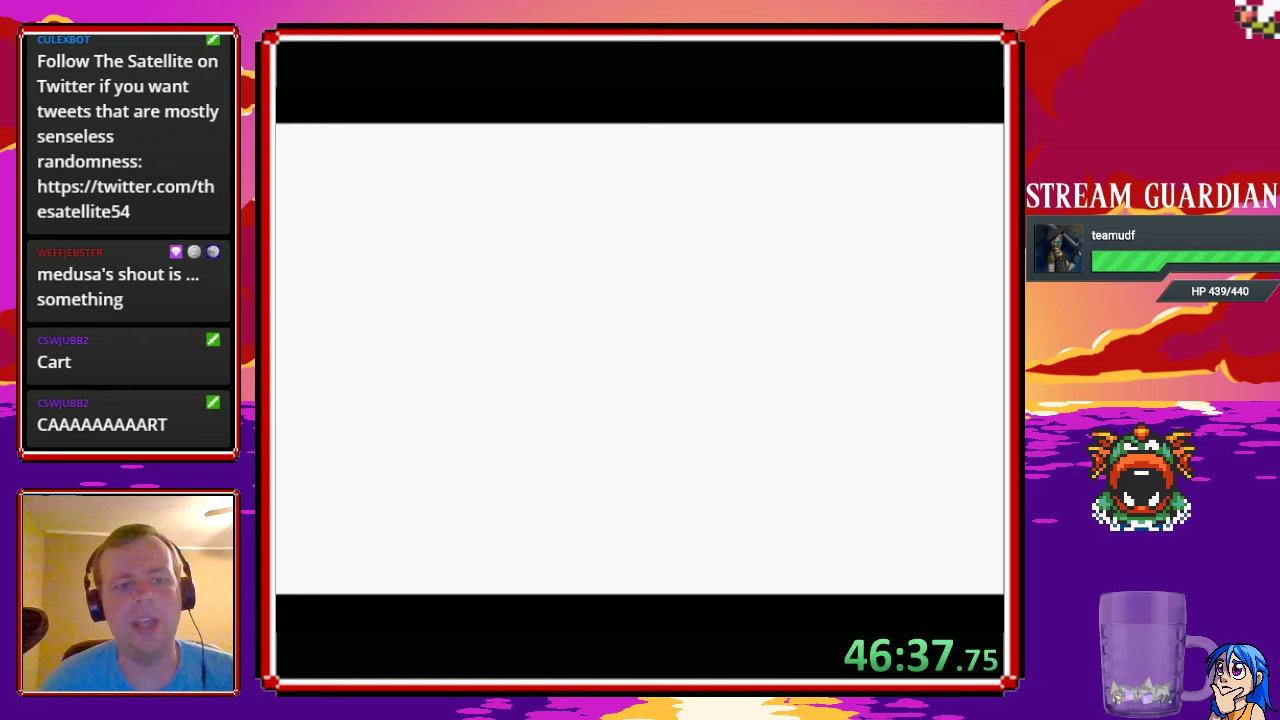 CULEXBOT
Follow The Satellite on
Twitter if you want
tweets that are mostly
senseless
randomness:
https://twitter.com/th
esatellite54
WEFFJEBSTER
medusa's shout is ...
something
CSWJUBBZ
Cart
CSWJUBBZ
CAAAAAAAAART
46:37.75
STREAM GUARDIAN
teamudf
HP 439/440